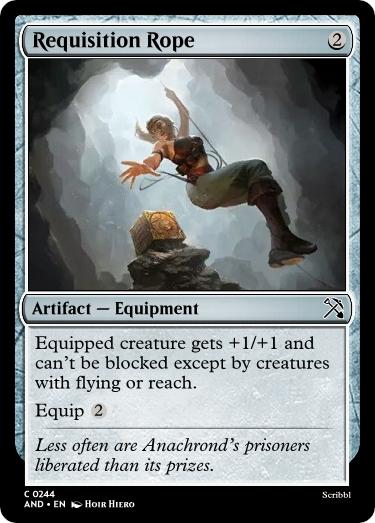 Requisition Rope 2
Artifact — Equipment
Equipped creature gets +1/+1 and
can't be blocked except by creatures
with flying or reach.
Equip 2
Less often are Anachrond's prisoners
liberated than its prizes.
C 0244
AND • EN Hoir Hiero
Scribbl